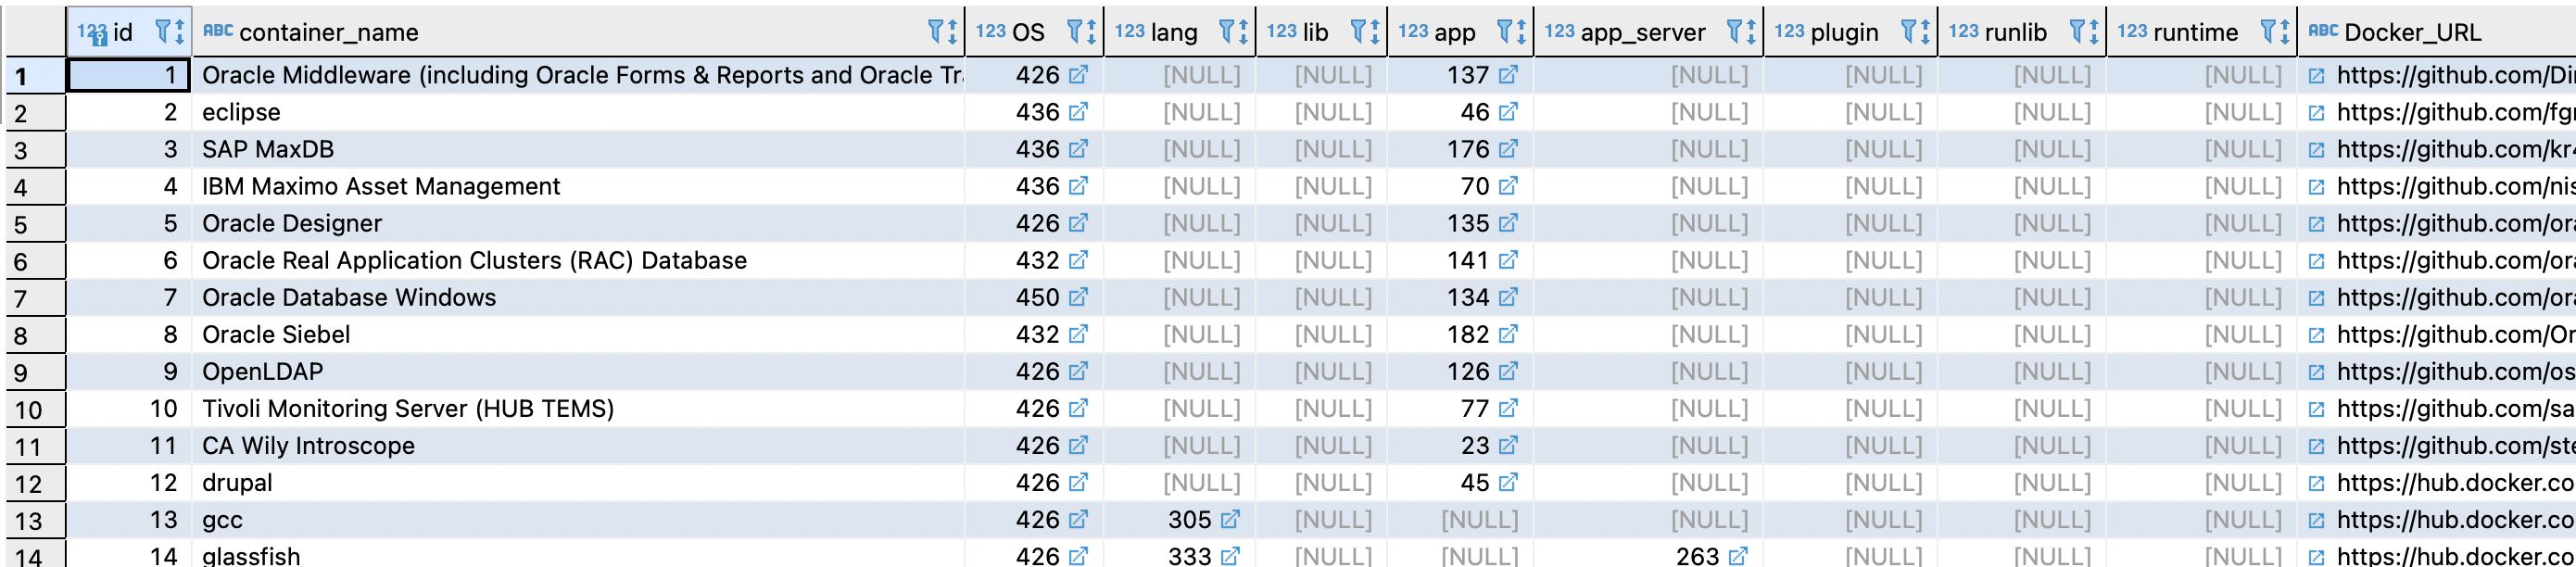 123 id ABC container_name 123 OS 123 lang 123 lib 123 app 123 app_server 123 plugin 123 runlib 123 runtime ABC Docker_URL
1 1 Oracle Middleware (including Oracle Forms & Reports and Oracle Tr 426 [NULL] [NULL] 137 [NULL] [NULL] [NULL] [NULL] https://github.com/Di
2 2 eclipse 436 [NULL] [NULL] 46 [NULL] [NULL] [NULL] [NULL] https://github.com/fg
3 3 SAP MaxDB 436 [NULL] [NULL] 176 [NULL] [NULL] [NULL] [NULL] https://github.com/kr4
4 4 IBM Maximo Asset Management 436 [NULL] [NULL] 70 [NULL] [NULL] [NULL] [NULL] https://github.com/nis
5 5 Oracle Designer 426 [NULL] [NULL] 135 [NULL] [NULL] [NULL] [NULL] https://github.com/ora
6 6 Oracle Real Application Clusters (RAC) Database 432 [NULL] [NULL] 141 [NULL] [NULL] [NULL] [NULL] https://github.com/ora
7 7 Oracle Database Windows 450 [NULL] [NULL] 134 [NULL] [NULL] [NULL] [NULL] https://github.com/ora
8 8 Oracle Siebel 432 [NULL] [NULL] 182 [NULL] [NULL] [NULL] [NULL] https://github.com/Or
9 9 OpenLDAP 426 [NULL] [NULL] 126 [NULL] [NULL] [NULL] [NULL] https://github.com/os
10 10 Tivoli Monitoring Server (HUB TEMS) 426 [NULL] [NULL] 77 [NULL] [NULL] [NULL] [NULL] https://github.com/sa
11 11 CA Wily Introscope 426 [NULL] [NULL] 23 [NULL] [NULL] [NULL] [NULL] https://github.com/ste
12 12 drupal 426 [NULL] [NULL] 45 [NULL] [NULL] [NULL] [NULL] https://hub.docker.co
13 13 gcc 426 305 [NULL] [NULL] [NULL] [NULL] [NULL] [NULL] https://hub.docker.co
14 14 glassfish 426 333 [NULL] [NULL] 263 [NULL] [NULL] [NULL] https://hub.docker.co